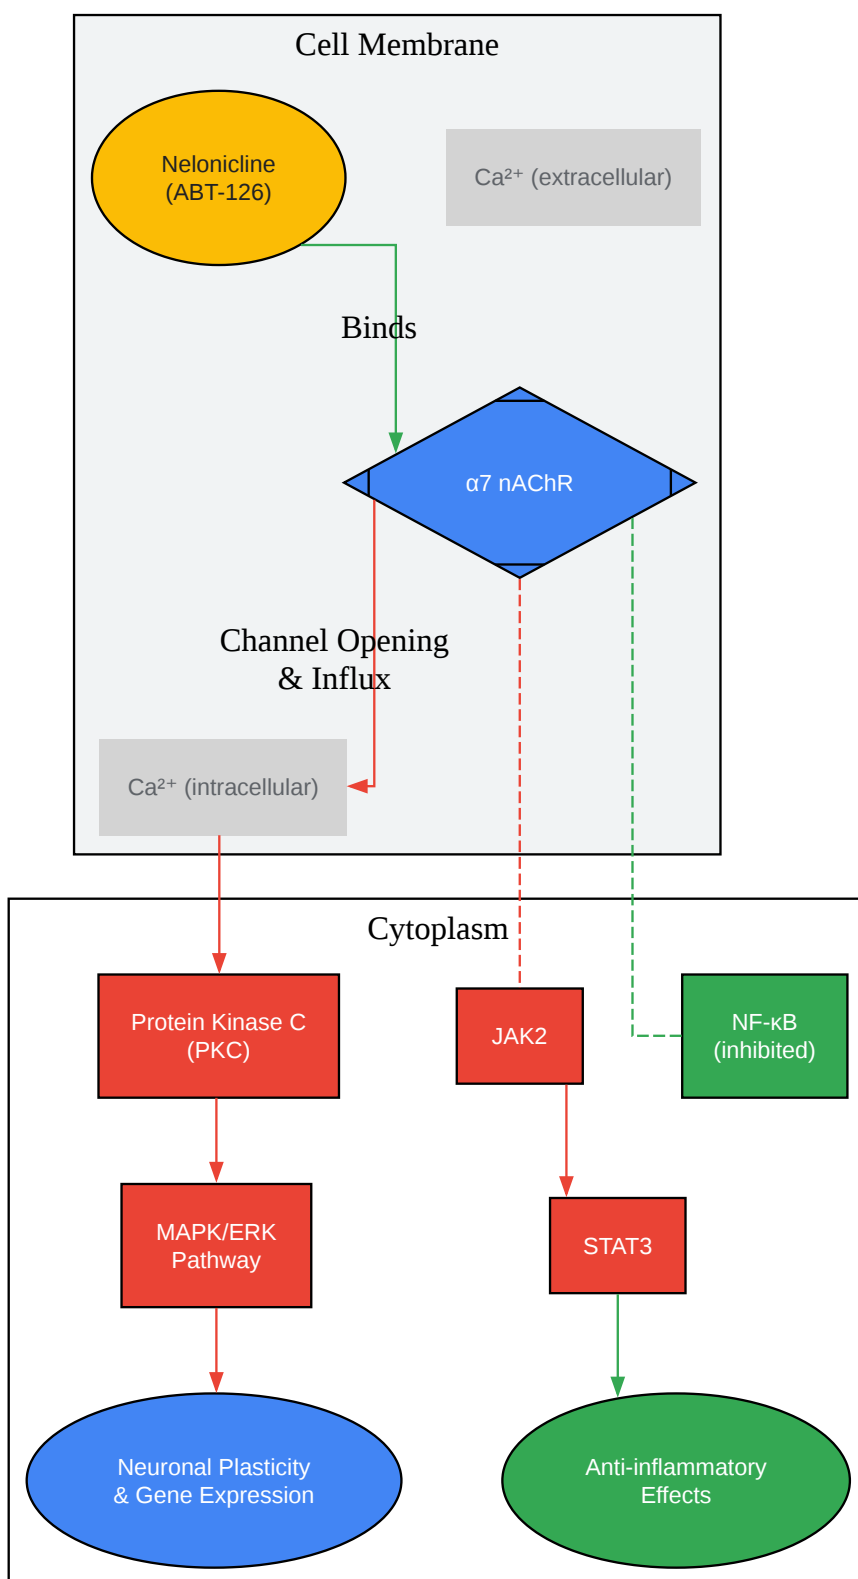 Cell Membrane
Nelonicline
(ABT-126)
Ca²⁺ (extracellular)
Binds
α7 nAChR
Channel Opening
& Influx
Ca²⁺ (intracellular)
Cytoplasm
Protein Kinase C
(PKC)
JAK2
NF-κB
(inhibited)
MAPK/ERK
Pathway
STAT3
Neuronal Plasticity
& Gene Expression
Anti-inflammatory
Effects